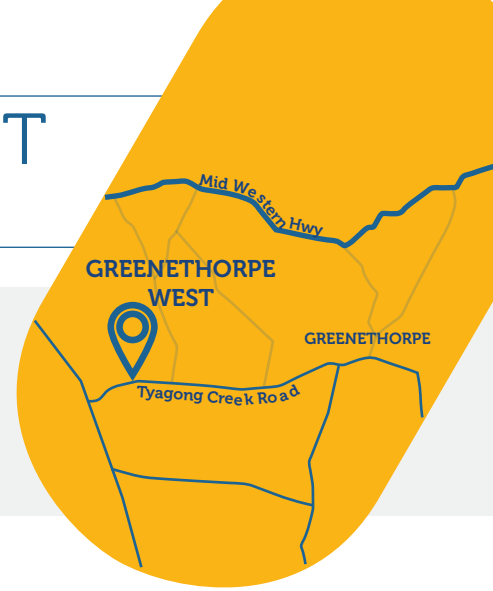 T
Mid Western Hwy
GREENETHORPE
WEST
GREENETHORPE
Tyagong Creek Road